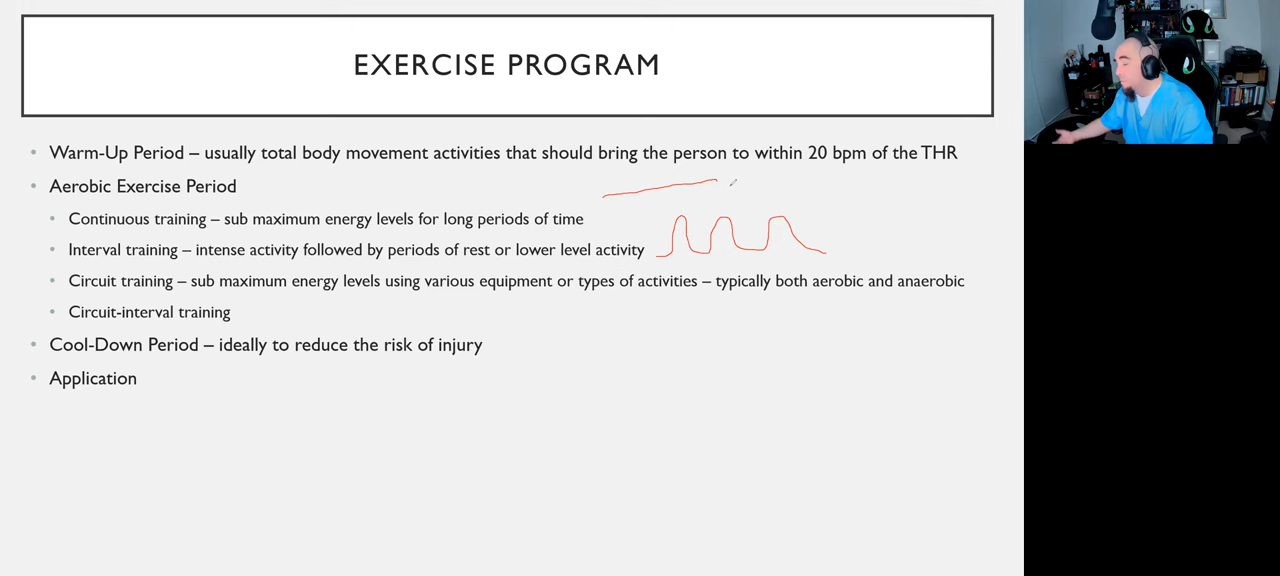 EXERCISE PROGRAM
• Warm-Up Period – usually total body movement activities that should bring the person to within 20 bpm of the THR
• Aerobic Exercise Period
• Continuous training – sub maximum energy levels for long periods of time
• Interval training – intense activity followed by periods of rest or lower level activity
• Circuit training – sub maximum energy levels using various equipment or types of activities – typically both aerobic and anaerobic
• Circuit-interval training
• Cool-Down Period – ideally to reduce the risk of injury
• Application